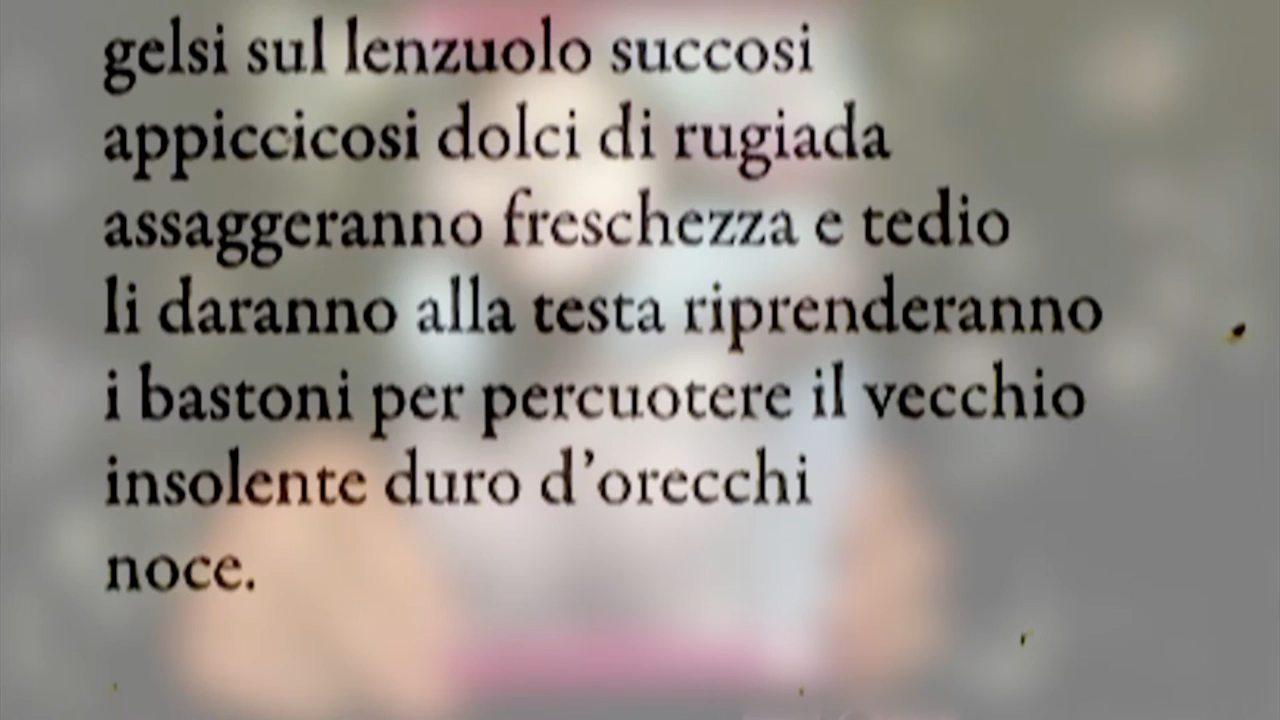 gelsi sul lenzuolo succosi
appiccicosi dolci di rugiada
assaggeranno freschezza e tedio
li daranno alla testa riprenderanno
i bastoni per percuotere il vecchio
insolente duro d’orecchi
noce.